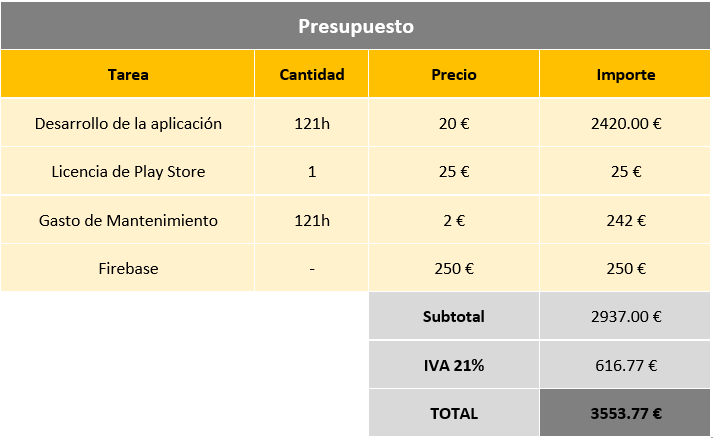 Presupuesto
Tarea Cantidad Precio Importe
Desarrollo de la aplicación 121h 20 € 2420.00 €
Licencia de Play Store 1 25 € 25 €
Gasto de Mantenimiento 121h 2 € 242 €
Firebase - 250 € 250 €
Subtotal 2937.00 €
IVA 21% 616.77 €
TOTAL 3553.77 €